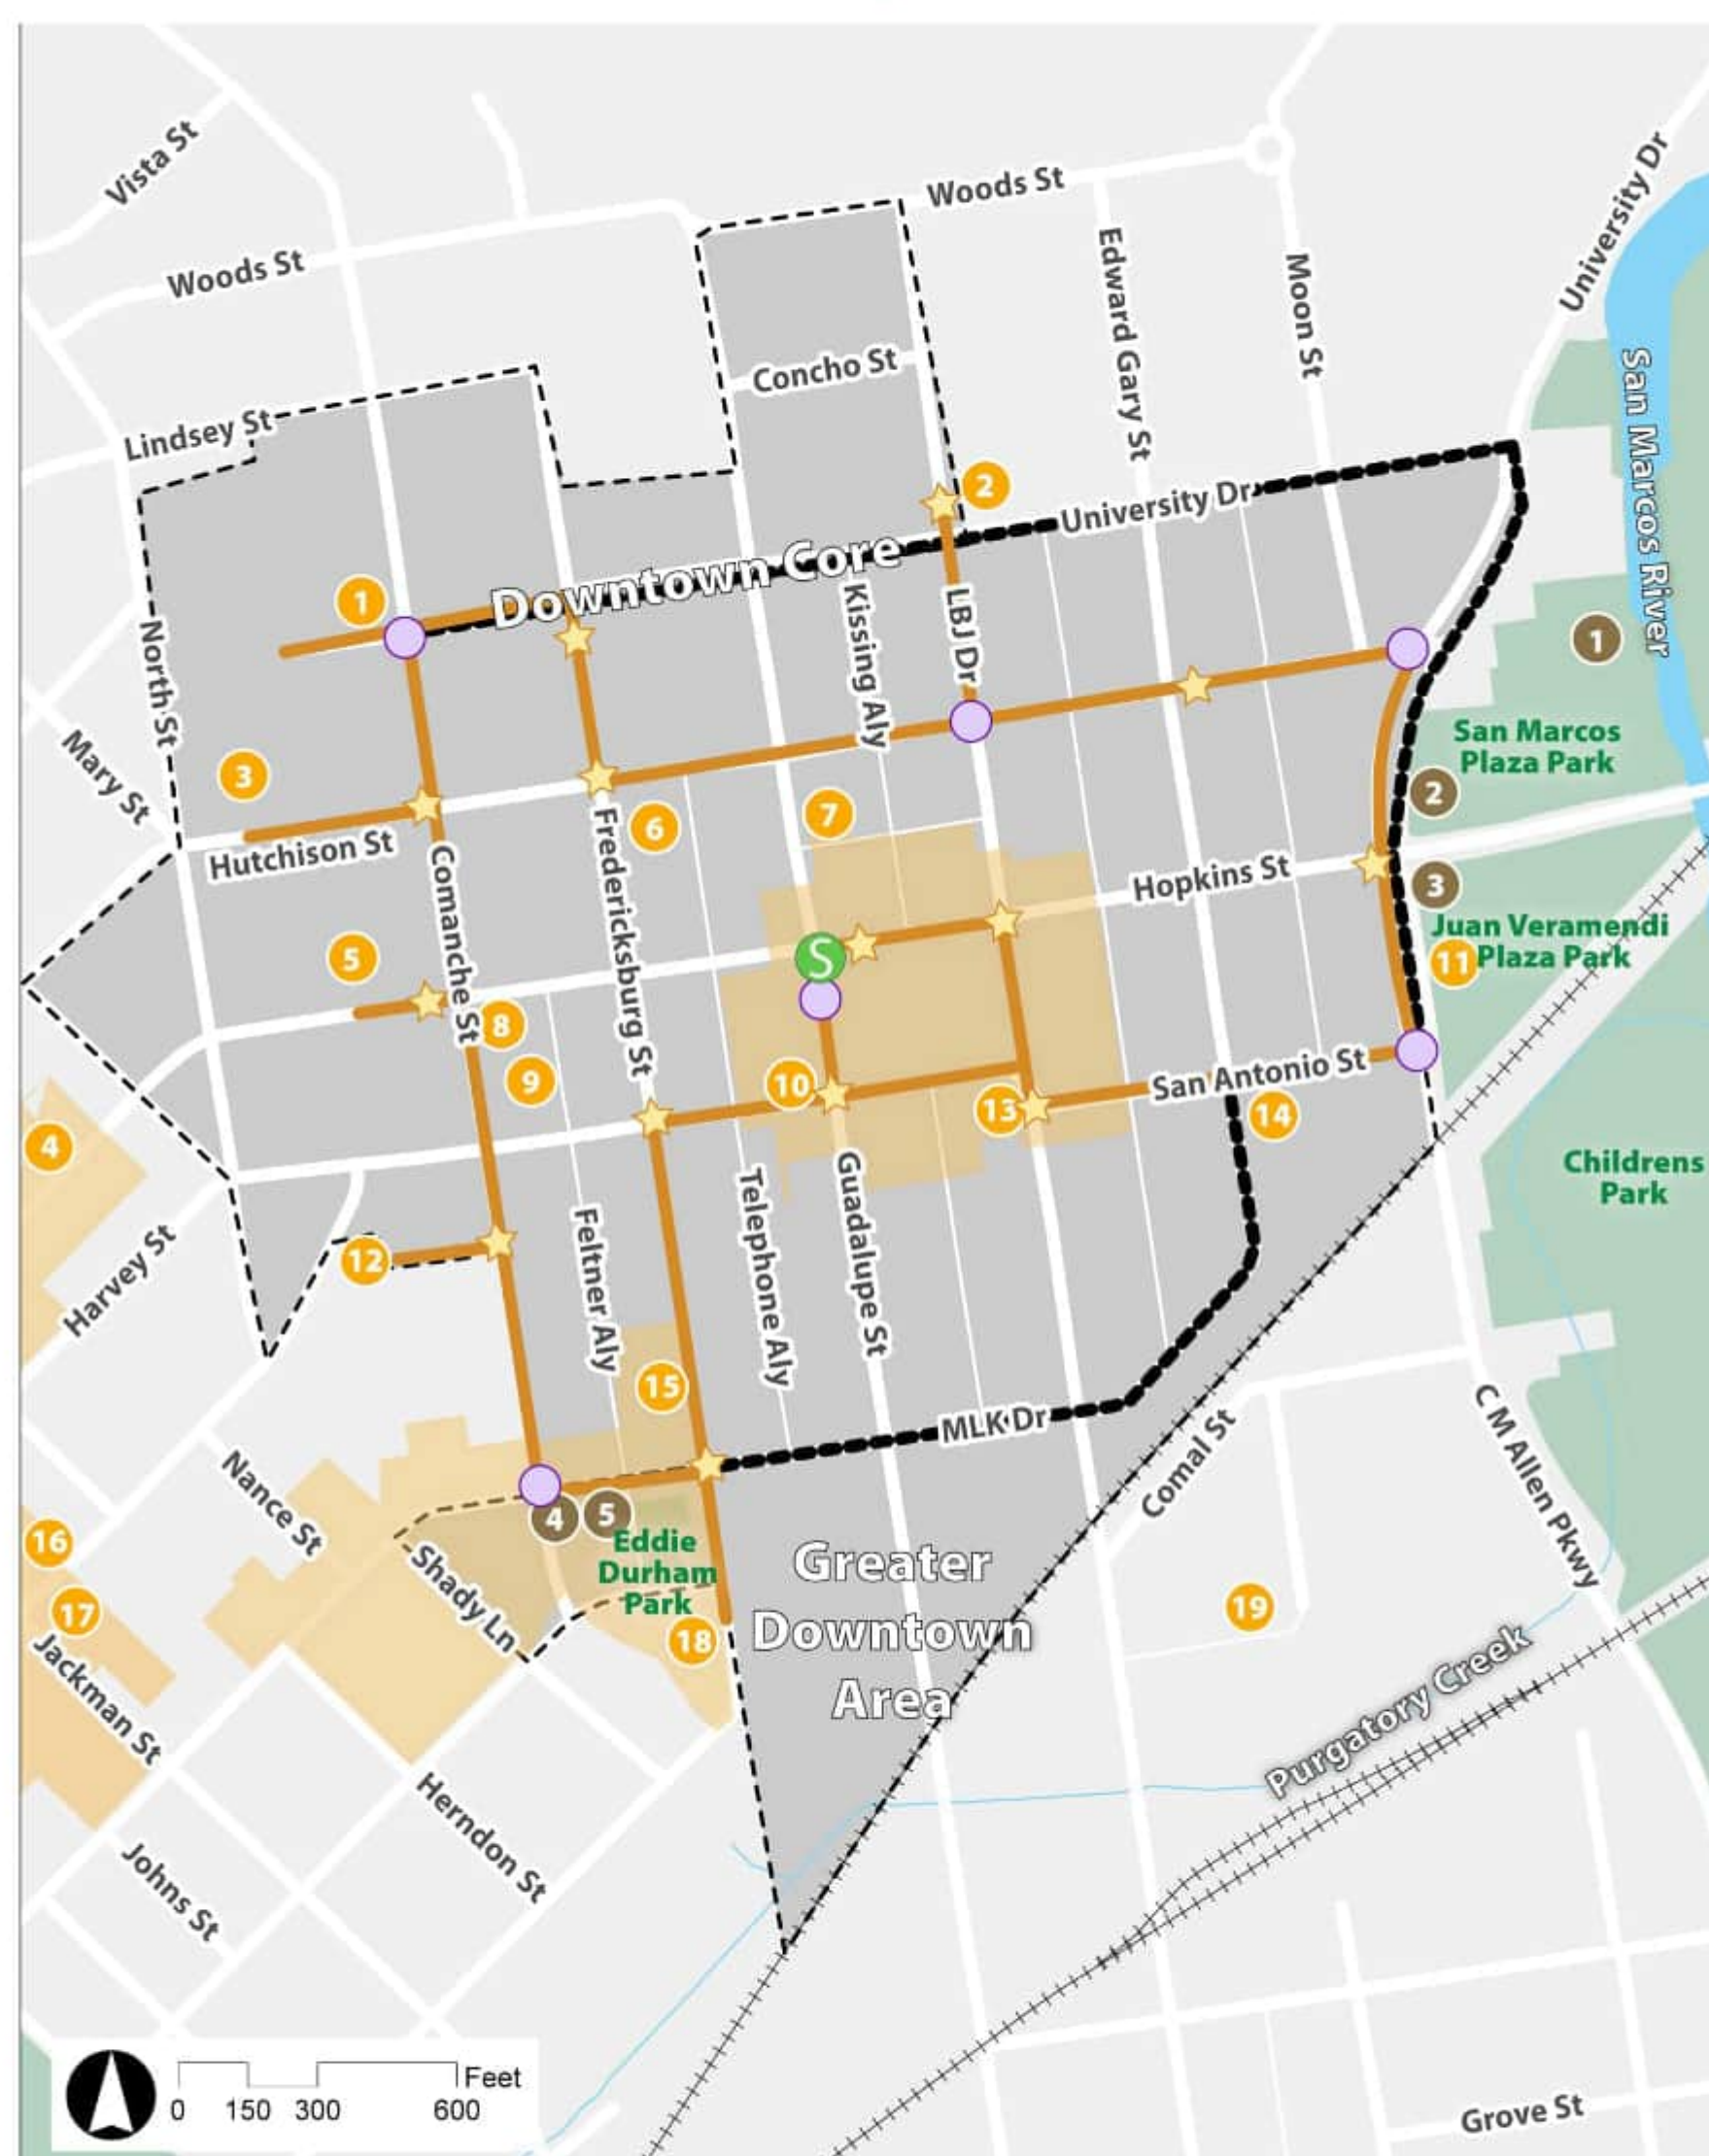 Vista St
Woods St
Woods St
Edward Gary St
Moon St
University Dr
San Marcos River
Concho St
Lindsey St
2
University Dr
Downtown Core
1
Kissing Aly
LBJ Dr
North St
1
San Marcos
Plaza Park
Mary St
3
2
7
6
Hutchison St
Comanche St
Fredericksburg St
Hopkins St
3
Juan Veramendi
Plaza Park
11
5
S
8
9
10
13
San Antonio St
14
4
Childrens
Park
Harvey St
12
Feltner Aly
Telephone Aly
Guadalupe St
15
MLK Dr
Comal St
C M Allen Pkwy
Nance St
4
5
Eddie
Durham
Park
Shady Ln
Greater
Downtown
Area
16
17
18
19
Jackman St
Purgatory Creek
Herndon St
Johns St
Feet
0 150 300 600
Grove St